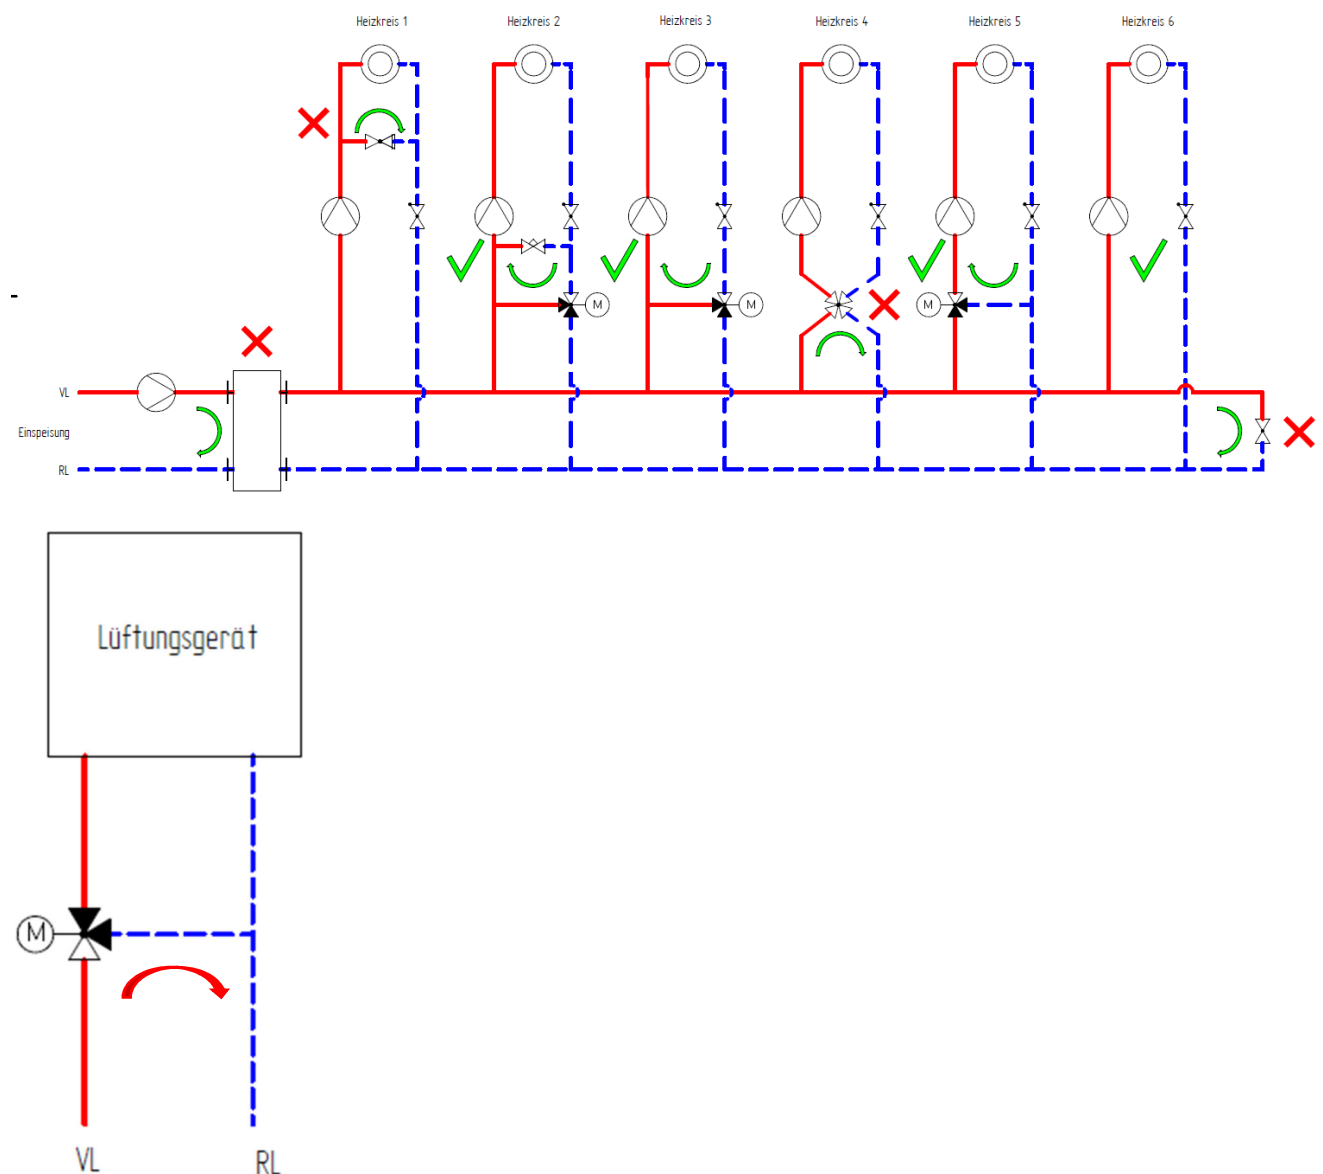 Heizkreis 1
Heizkreis 2
Heizkreis 3
Heizkreis 4
Heizkreis 5
Heizkreis 6
M
M
M
-
VL
Einspeisung
RL
Lüftungsgerät
M
VL
RL